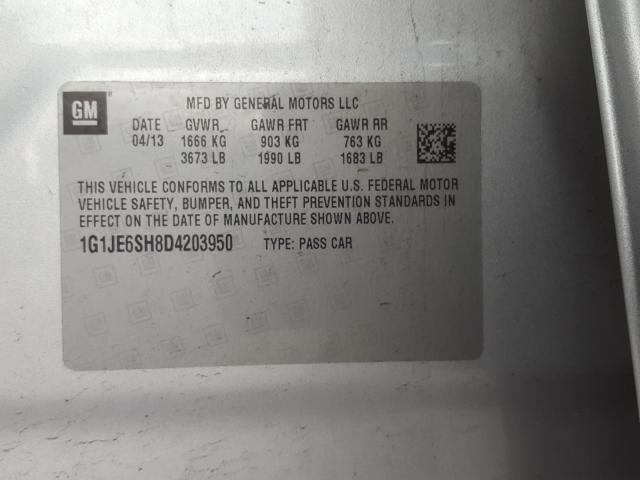 GM
MFD BY GENERAL MOTORS LLC
DATE GVWR GAWR FRT GAWR RR
04/13 1666 KG 903 KG 763 KG
3673 LB 1990 LB 1683 LB
THIS VEHICLE CONFORMS TO ALL APPLICABLE U.S. FEDERAL MOTOR
VEHICLE SAFETY, BUMPER, AND THEFT PREVENTION STANDARDS IN
EFFECT ON THE DATE OF MANUFACTURE SHOWN ABOVE.
1G1JE6SH8D4203950 TYPE: PASS CAR